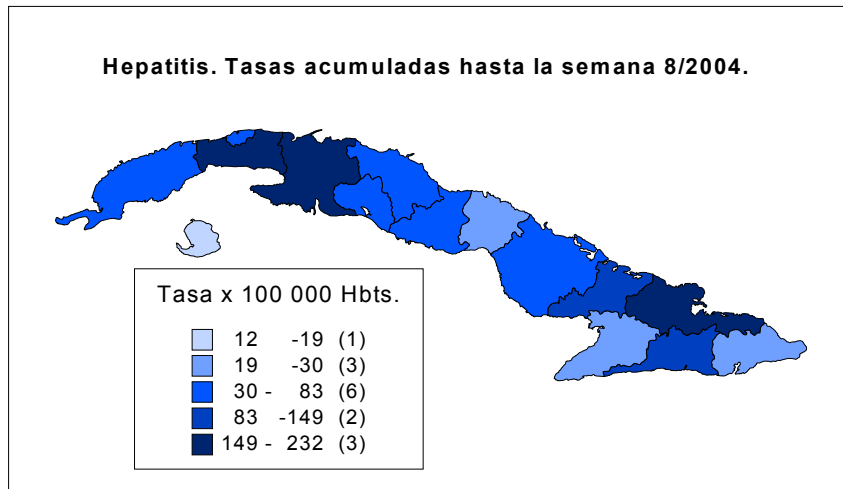 Hepatitis. Tasas acumuladas hasta la semana 8/2004.
Tasa x 100 000 Hbts.
12 -19 (1)
19 -30 (3)
30 - 83 (6)
83 -149 (2)
149 - 232 (3)